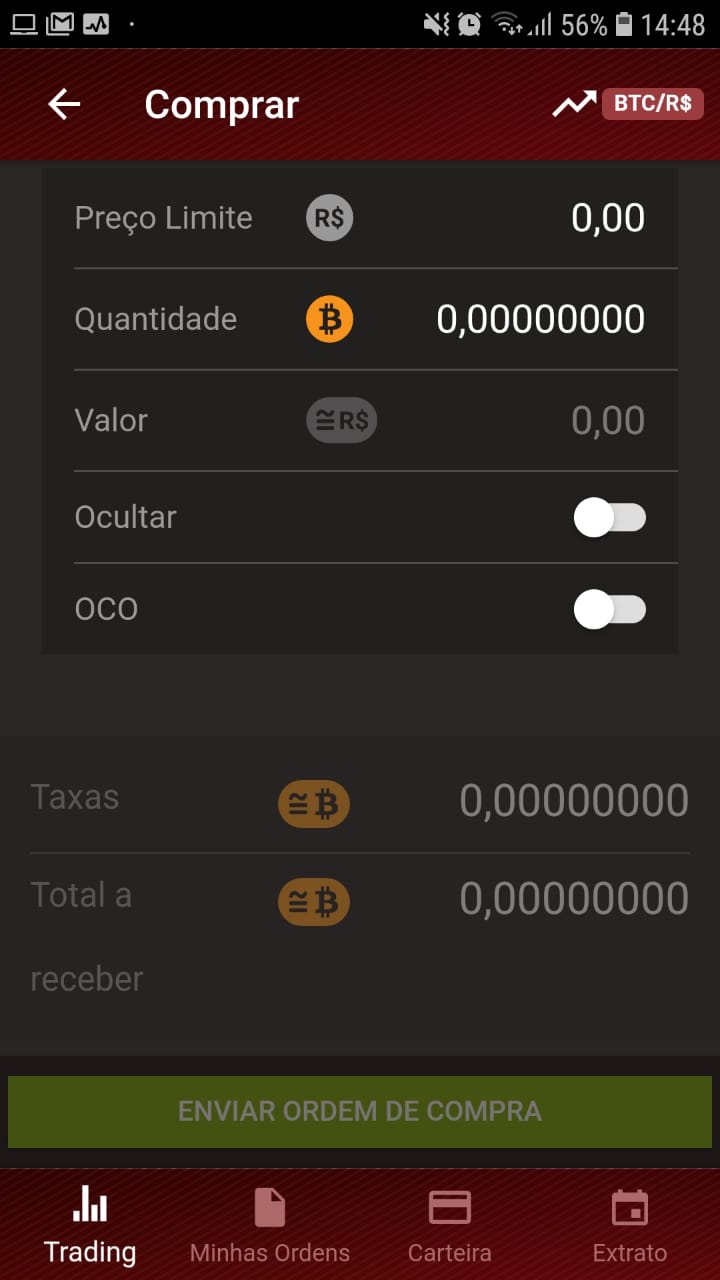 56% 14:48
Comprar BTC/R$
Preço Limite R$ 0,00
Quantidade ₿ 0,00000000
Valor ≅R$ 0,00
Ocultar
OCO
Taxas ≅₿ 0,00000000
Total a ≅₿ 0,00000000
receber
ENVIAR ORDEM DE COMPRA
Trading Minhas Ordens Carteira Extrato